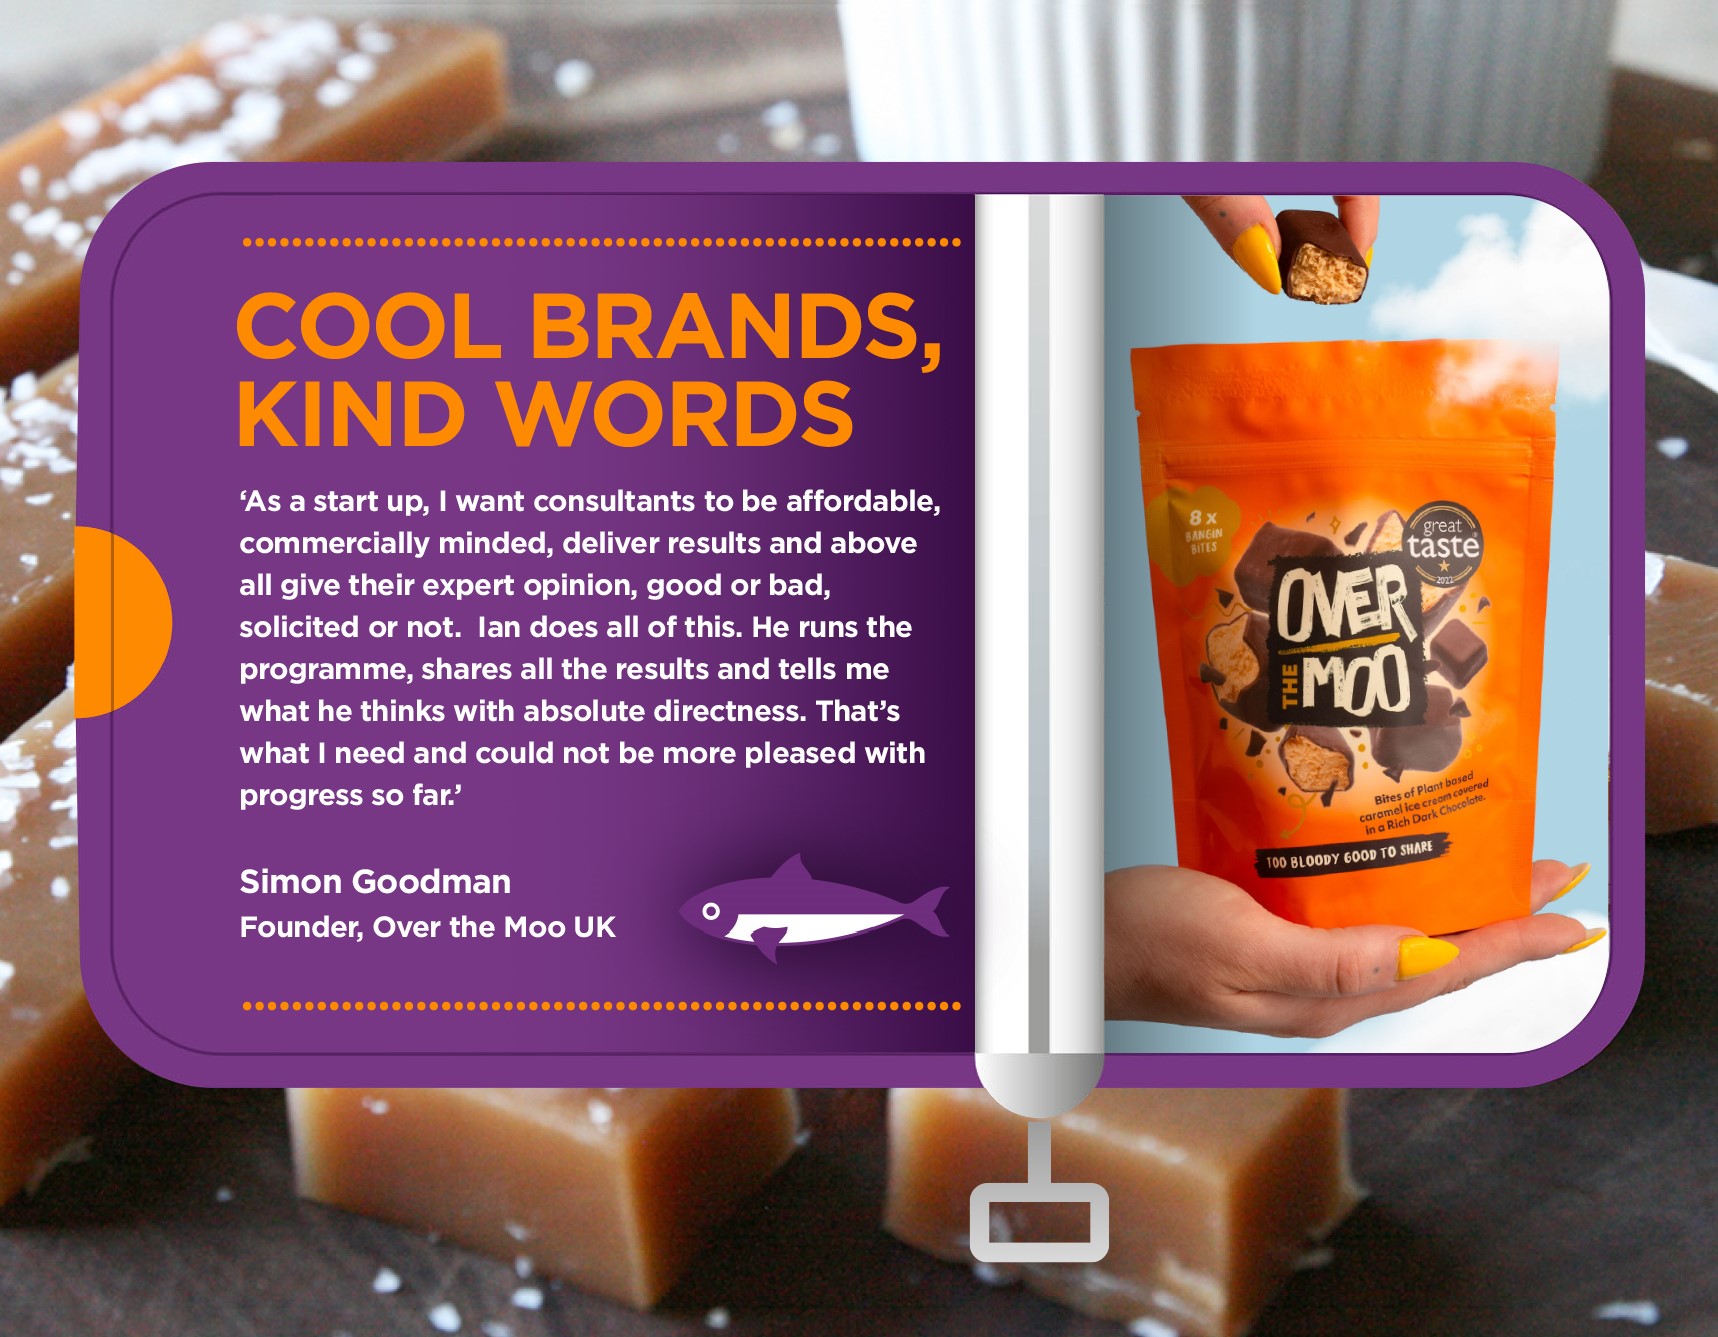 COOL BRANDS,
KIND WORDS
‘As a start up, I want consultants to be affordable,
commercially minded, deliver results and above
all give their expert opinion, good or bad,
solicited or not.  Ian does all of this. He runs the
programme, shares all the results and tells me
what he thinks with absolute directness. That’s
what I need and could not be more pleased with
progress so far.’
Simon Goodman
Founder, Over the Moo UK
8 x
BANGIN
BITES
great
taste
2022
OVER
THE MOO
Bites of Plant based
caramel ice cream covered
in a Rich Dark Chocolate.
TOO BLOODY GOOD TO SHARE